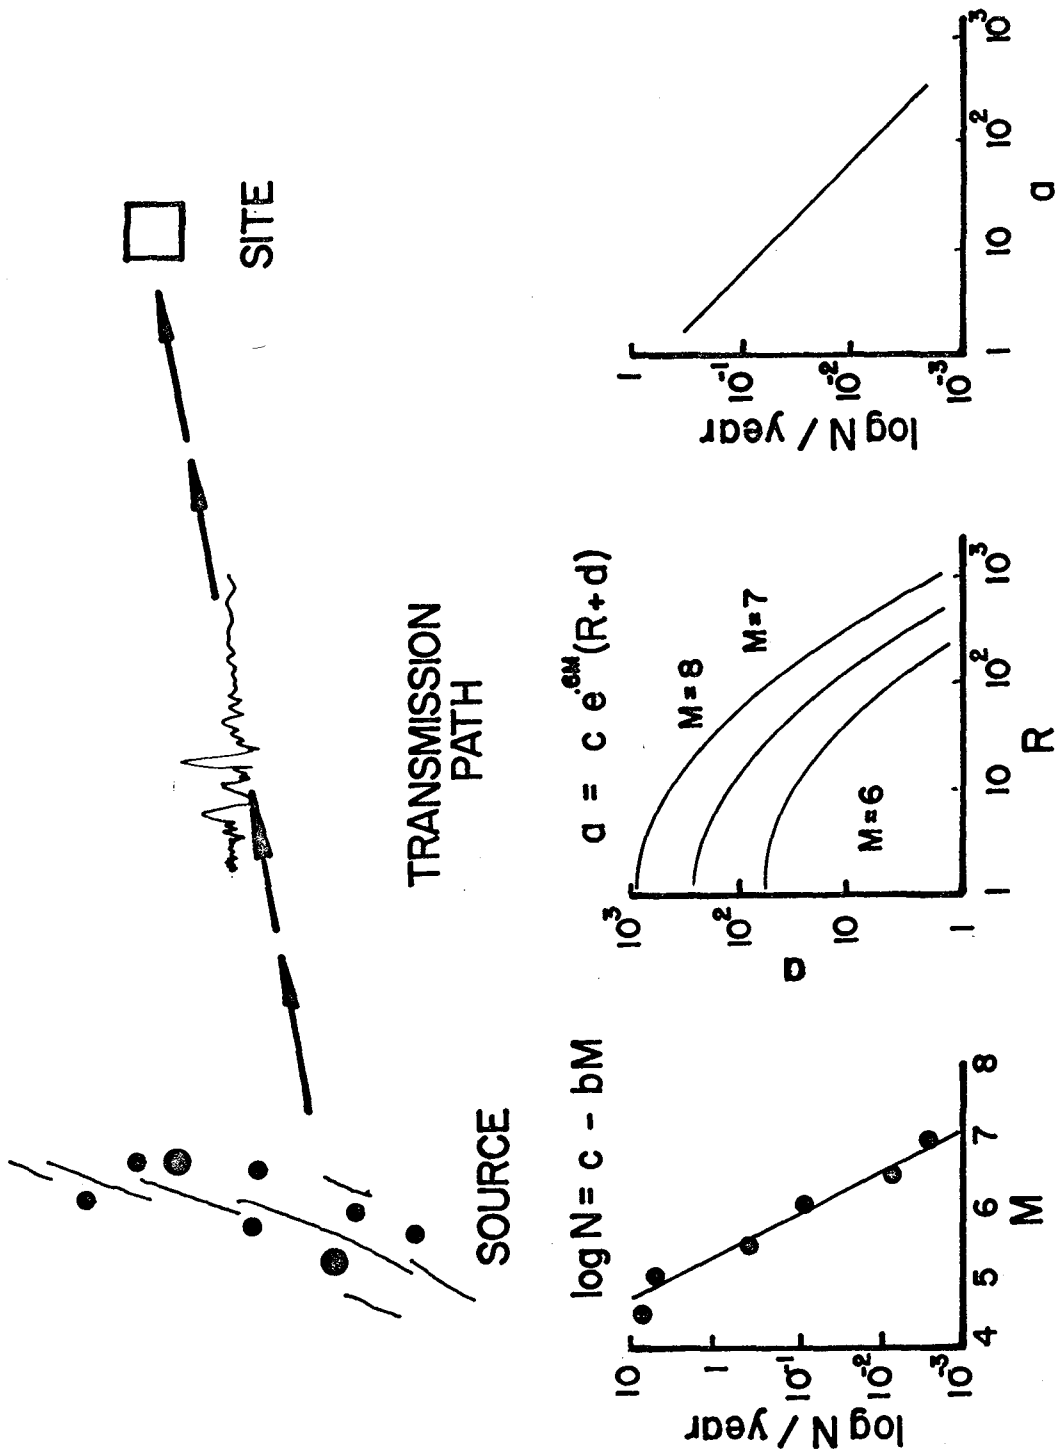 SOURCE
TRANSMISSION
PATH
SITE
log N = c - bM
log N / year
10
1
10⁻¹
10⁻²
10⁻³
4 5 6 7 8
M
a = c e^.6M (R+d)
a
10³
10²
10
1
M=8
M=7
M=6
1 10 10² 10³
R
log N / year
1
10⁻¹
10⁻²
10⁻³
1 10 10² 10³
a